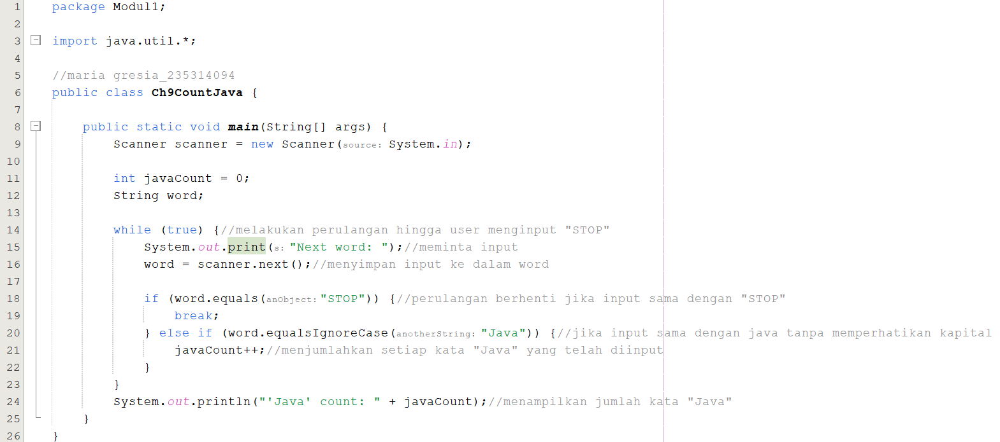 1 package Modul1;
2
3 import java.util.*;
4
5 //maria gresia_235314094
6 public class Ch9CountJava {
7
8 public static void main(String[] args) {
9 Scanner scanner = new Scanner(source: System.in);
10
11 int javaCount = 0;
12 String word;
13
14 while (true) {//melakukan perulangan hingga user menginput "STOP"
15 System.out.print(s: "Next word: ");//meminta input
16 word = scanner.next();//menyimpan input ke dalam word
17
18 if (word.equals(anObject: "STOP")) {//perulangan berhenti jika input sama dengan "STOP"
19 break;
20 } else if (word.equalsIgnoreCase(anotherString: "Java")) {//jika input sama dengan java tanpa memperhatikan kapital
21 javaCount++;//menjumlahkan setiap kata "Java" yang telah diinput
22 }
23 }
24 System.out.println("'Java' count: " + javaCount);//menampilkan jumlah kata "Java"
25 }
26 }